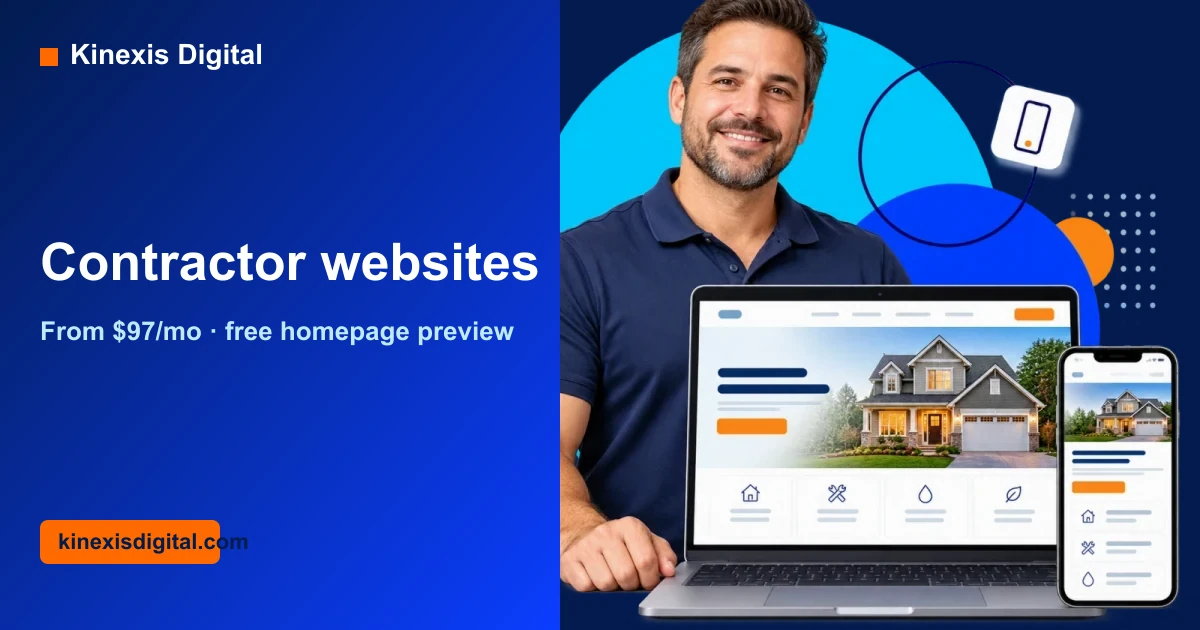 Kinexis Digital
Contractor websites
From $97/mo · free homepage preview
kinexisdigital.com